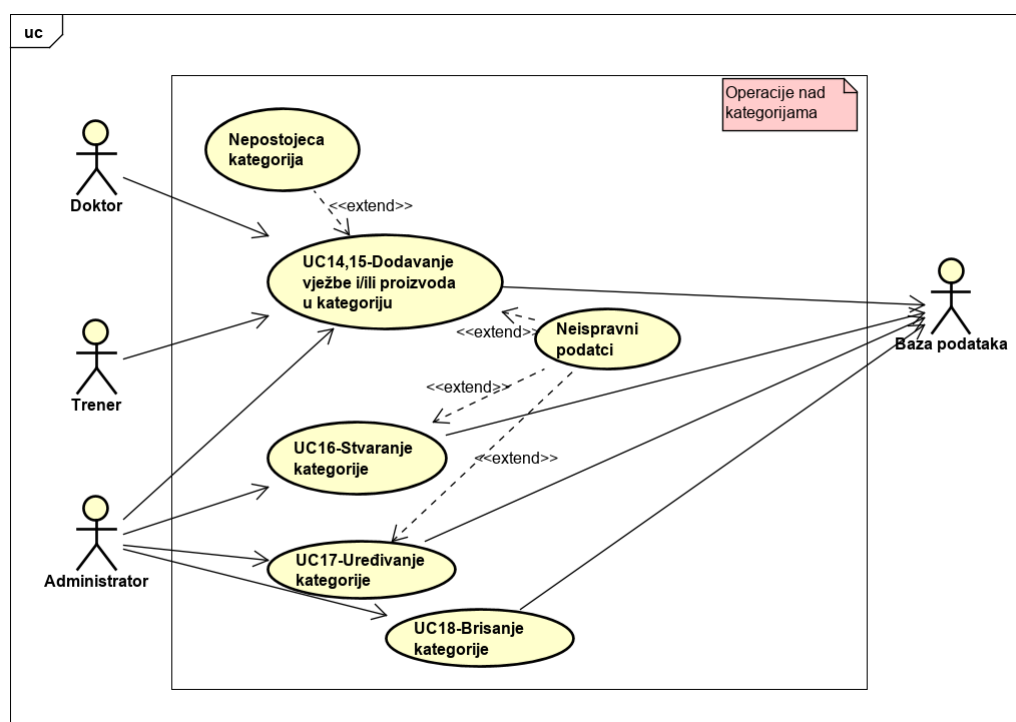 uc
Operacije nad
kategorijama
Nepostojeca
kategorija
Doktor
<<extend>>
UC14,15-Dodavanje
vježbe i/ili proizvoda
u kategoriju
<<extend>>
Neispravni
podatci
Baza podataka
Trener
<<extend>>
UC16-Stvaranje
kategorije
<<extend>>
Administrator
UC17-Uređivanje
kategorije
UC18-Brisanje
kategorije